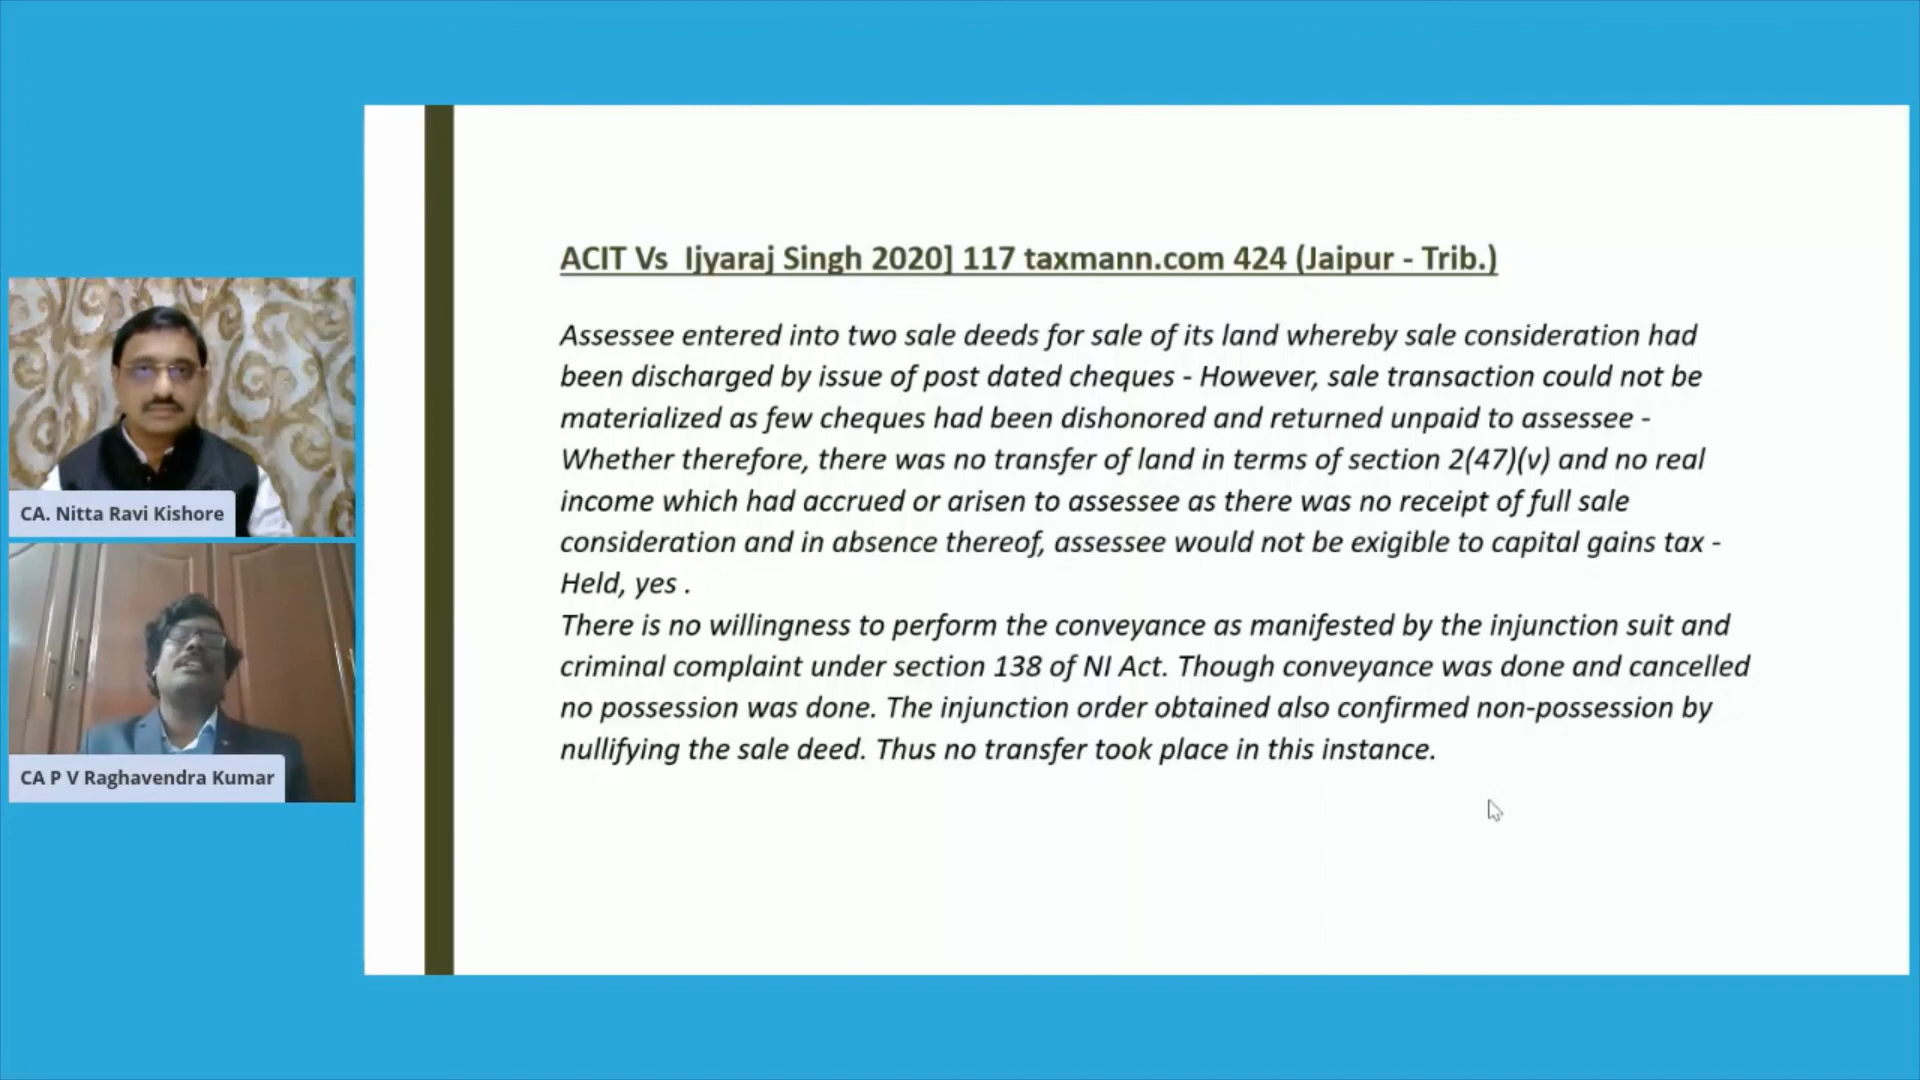 ACIT Vs Ijyaraj Singh 2020] 117 taxmann.com 424 (Jaipur - Trib.)
Assessee entered into two sale deeds for sale of its land whereby sale consideration had
been discharged by issue of post dated cheques - However, sale transaction could not be
materialized as few cheques had been dishonored and returned unpaid to assessee -
Whether therefore, there was no transfer of land in terms of section 2(47)(v) and no real
income which had accrued or arisen to assessee as there was no receipt of full sale
consideration and in absence thereof, assessee would not be exigible to capital gains tax -
Held, yes .
There is no willingness to perform the conveyance as manifested by the injunction suit and
criminal complaint under section 138 of NI Act. Though conveyance was done and cancelled
no possession was done. The injunction order obtained also confirmed non-possession by
nullifying the sale deed. Thus no transfer took place in this instance.
CA. Nitta Ravi Kishore
CA P V Raghavendra Kumar